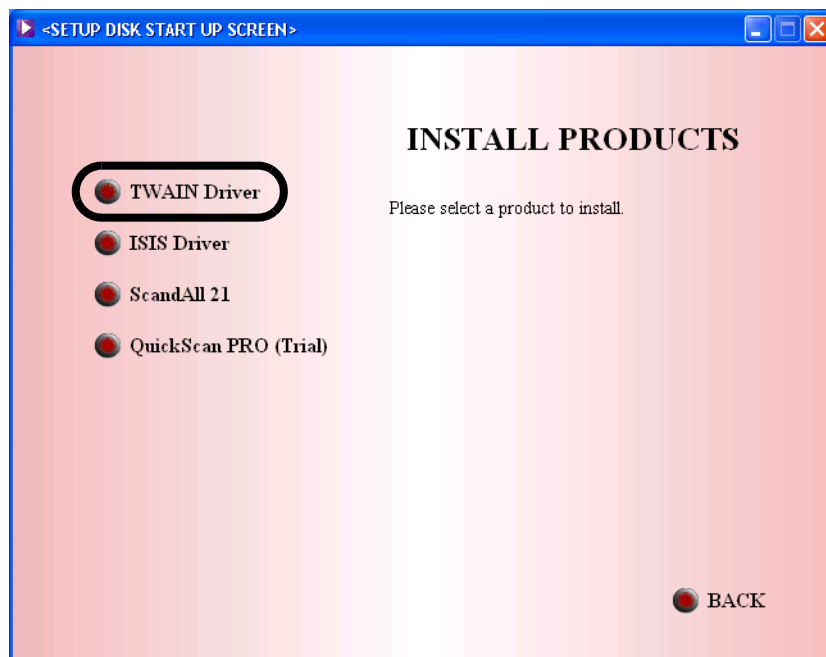 <SETUP DISK START UP SCREEN>
INSTALL PRODUCTS
Please select a product to install.
TWAIN Driver
ISIS Driver
ScandAll 21
QuickScan PRO (Trial)
BACK